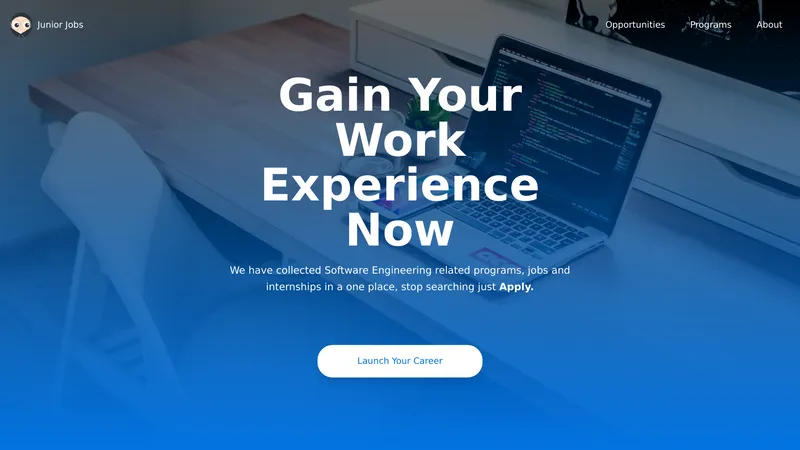 Junior Jobs
Opportunities
Programs
About
Gain Your
Work
Experience
Now
We have collected Software Engineering related programs, jobs and
internships in a one place, stop searching just Apply.
Launch Your Career